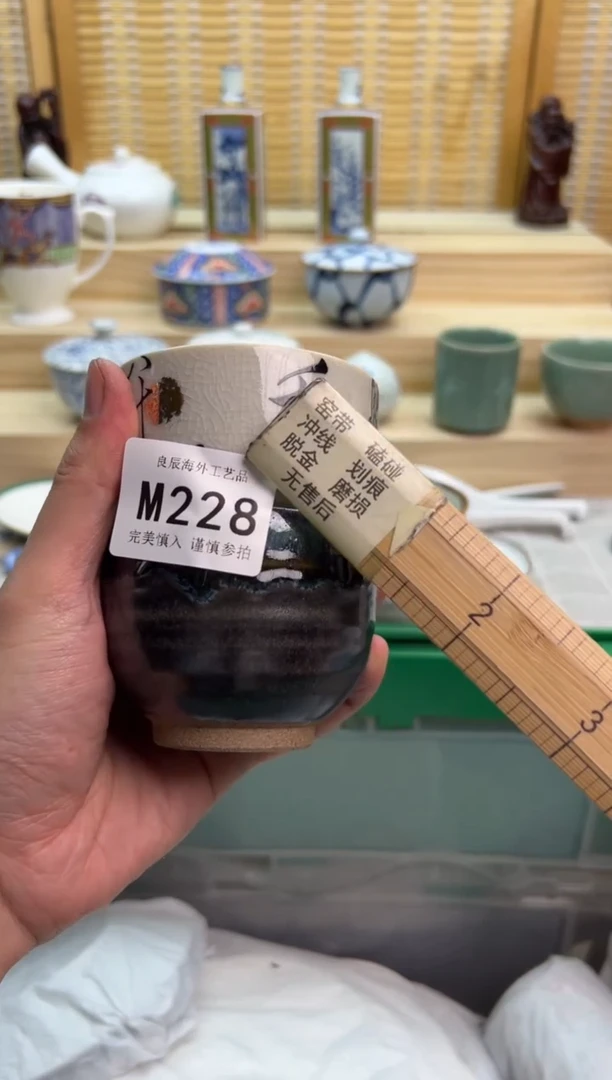 良辰海外工艺品
M228
完美慎入 谨慎参拍
窑带 磕碰
冲线 划痕
脱金 磨损
无售后
2
3